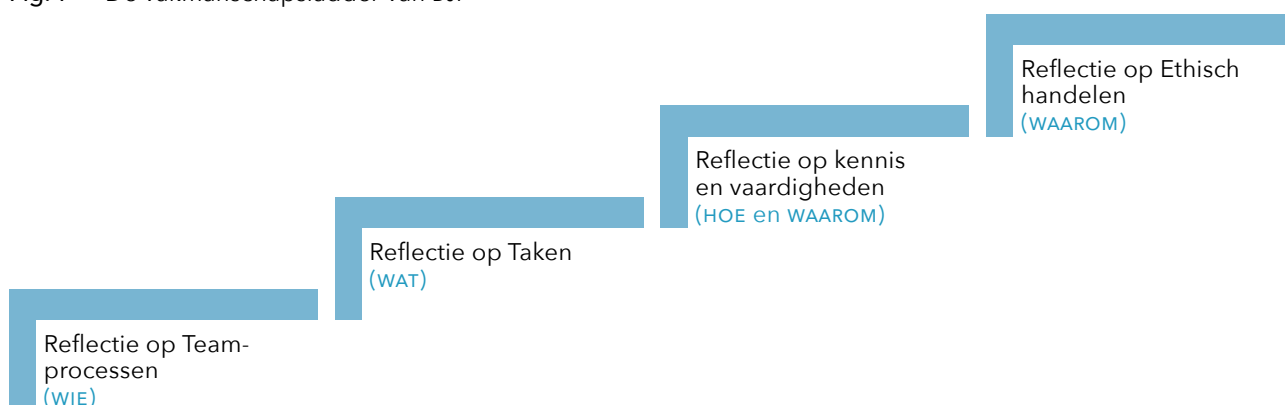 Reflectie op Ethisch
handelen
(WAAROM)
Reflectie op kennis
en vaardigheden
(HOE en WAAROM)
Reflectie op Taken
(WAT)
Reflectie op Team-
processen
(WIE)